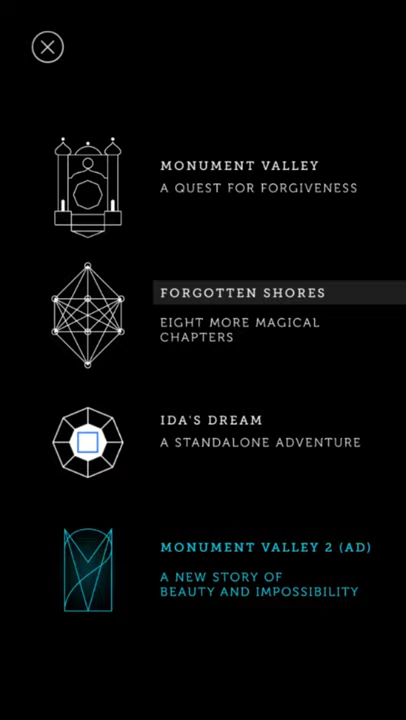 MONUMENT VALLEY
A QUEST FOR FORGIVENESS
FORGOTTEN SHORES
EIGHT MORE MAGICAL
CHAPTERS
IDA'S DREAM
A STANDALONE ADVENTURE
MONUMENT VALLEY 2 (AD)
A NEW STORY OF
BEAUTY AND IMPOSSIBILITY